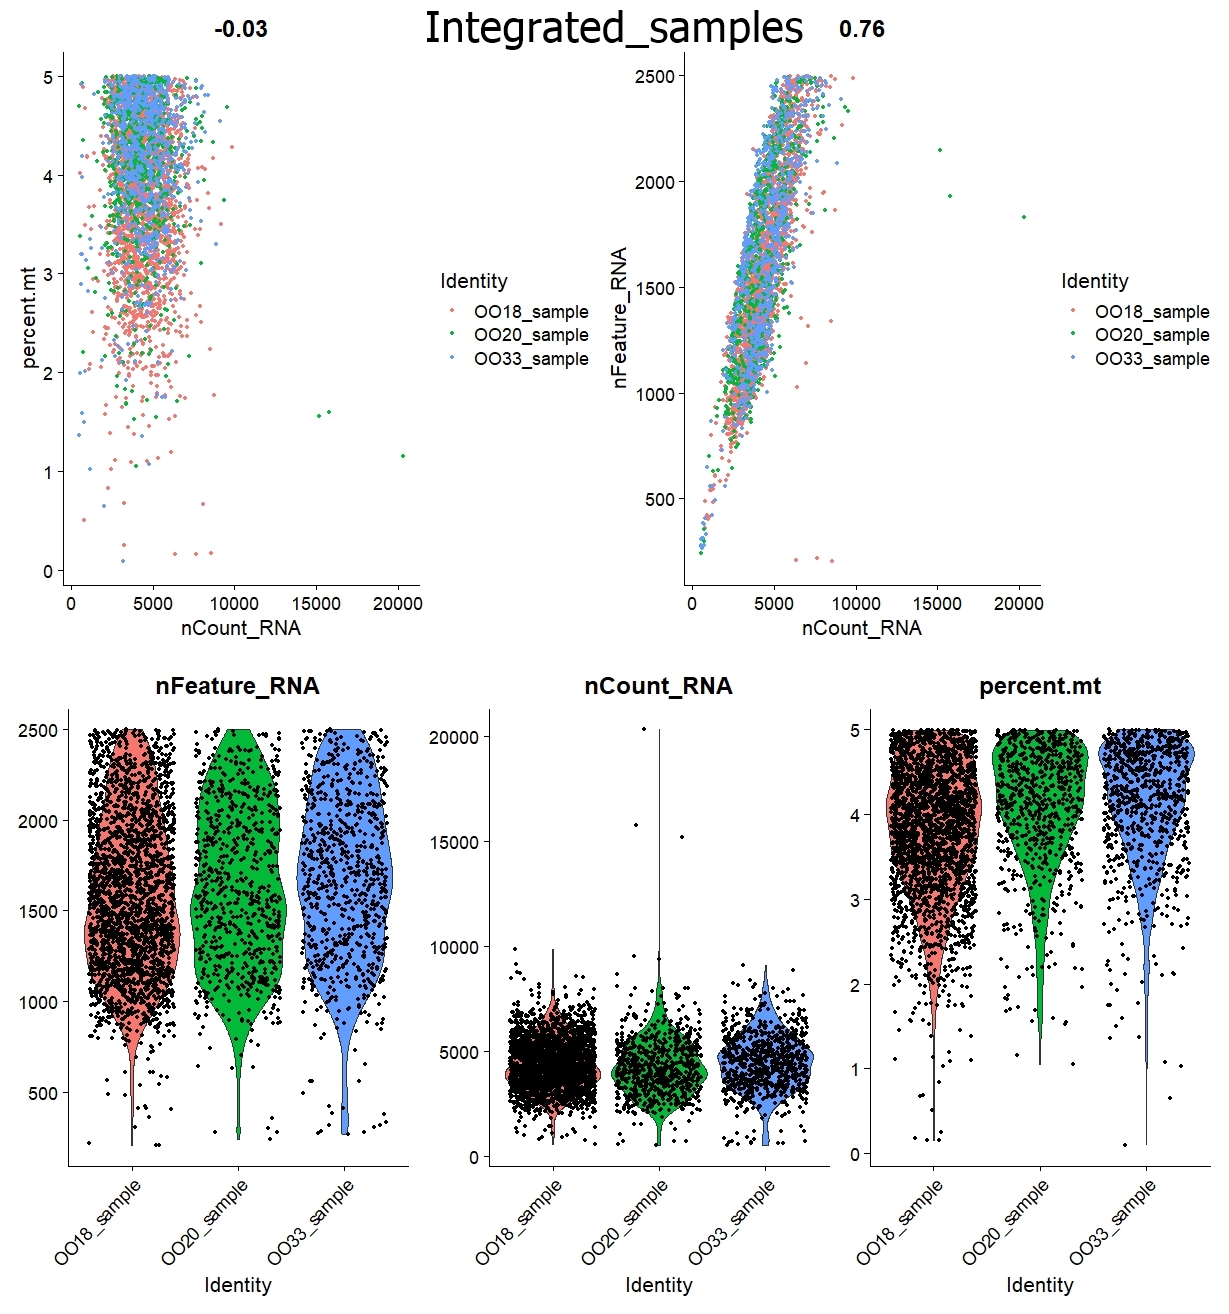 Integrated_samples
-0.03
0.76
percent.mt
5
4
3
2
1
0
0 5000 10000 15000 20000
nCount_RNA
Identity
OO18_sample
OO20_sample
OO33_sample
nFeature_RNA
2500
2000
1500
1000
500
0 5000 10000 15000 20000
nCount_RNA
Identity
OO18_sample
OO20_sample
OO33_sample
nFeature_RNA
2500
2000
1500
1000
500
OO18_sample
OO20_sample
OO33_sample
Identity
nCount_RNA
20000
15000
10000
5000
0
OO18_sample
OO20_sample
OO33_sample
Identity
percent.mt
5
4
3
2
1
0
OO18_sample
OO20_sample
OO33_sample
Identity